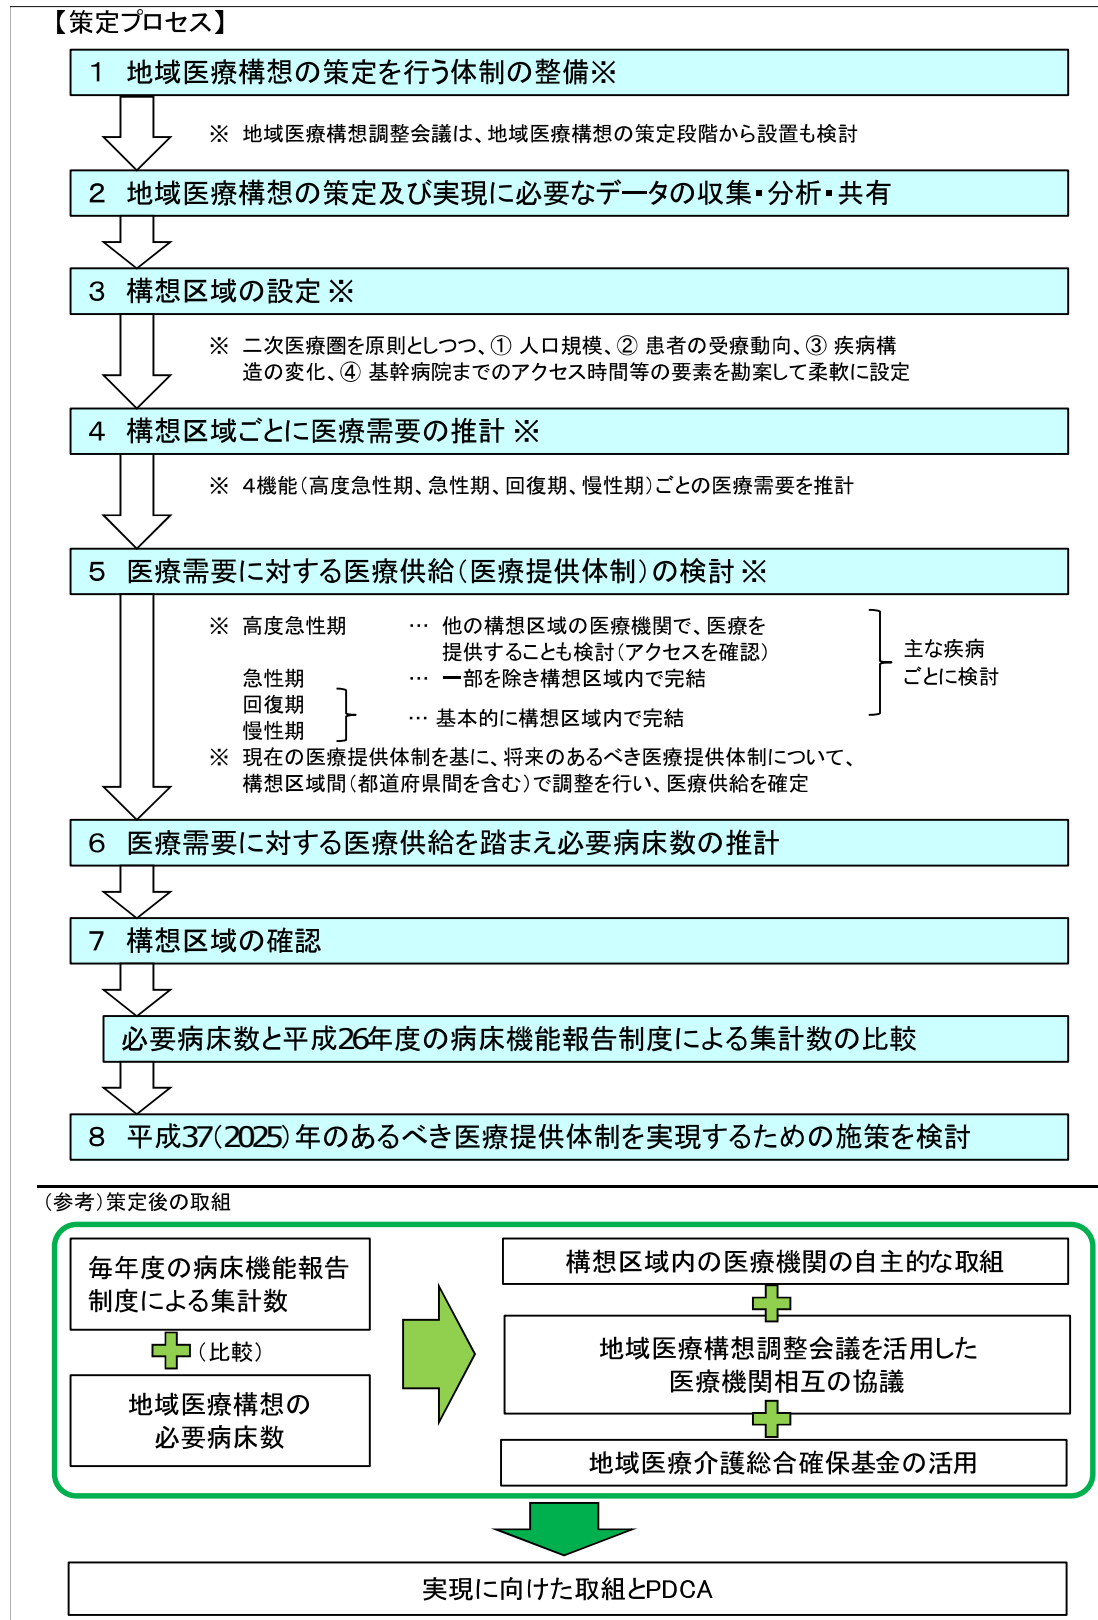 【策定プロセス】
1 地域医療構想の策定を行う体制の整備※
※ 地域医療構想調整会議は、地域医療構想の策定段階から設置も検討
2 地域医療構想の策定及び実現に必要なデータの収集・分析・共有
3 構想区域の設定※
※ 二次医療圏を原則としつつ、① 人口規模、② 患者の受療動向、③ 疾病構
造の変化、④ 基幹病院までのアクセス時間等の要素を勘案して柔軟に設定
4 構想区域ごとに医療需要の推計※
※ 4機能(高度急性期、急性期、回復期、慢性期)ごとの医療需要を推計
5 医療需要に対する医療供給(医療提供体制)の検討※
※ 高度急性期 … 他の構想区域の医療機関で、医療を
提供することも検討(アクセスを確認)
急性期 … 一部を除き構想区域内で完結
回復期
慢性期
… 基本的に構想区域内で完結
主な疾病
ごとに検討
※ 現在の医療提供体制を基に、将来のあるべき医療提供体制について、
構想区域間(都道府県間を含む)で調整を行い、医療供給を確定
6 医療需要に対する医療供給を踏まえ必要病床数の推計
7 構想区域の確認
必要病床数と平成26年度の病床機能報告制度による集計数の比較
8 平成37(2025)年のあるべき医療提供体制を実現するための施策を検討
(参考)策定後の取組
毎年度の病床機能報告
制度による集計数
(比較)
地域医療構想の
必要病床数
構想区域内の医療機関の自主的な取組
地域医療構想調整会議を活用した
医療機関相互の協議
地域医療介護総合確保基金の活用
実現に向けた取組とPDCA